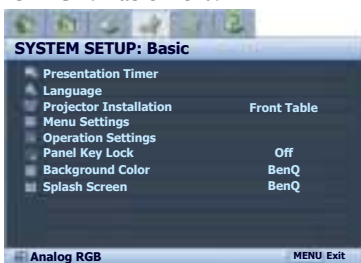 SYSTEM SETUP: Basic
Presentation Timer
Language
Projector Installation Front Table
Menu Settings
Operation Settings
Panel Key Lock Off
Background Color BenQ
Splash Screen BenQ
Analog RGB MENU Exit